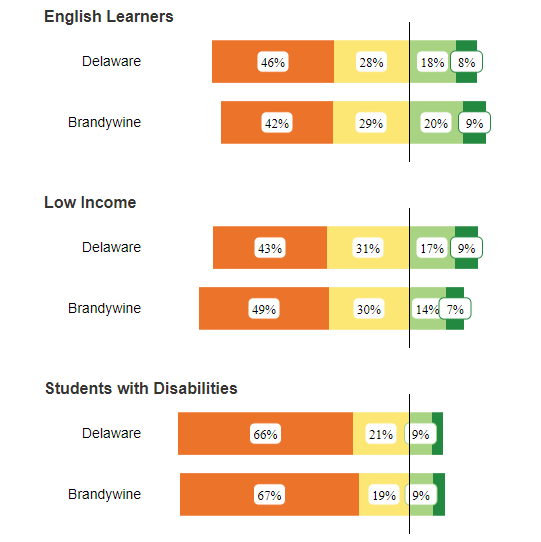 English Learners
Delaware 46% 28% 18% 8%
Brandywine 42% 29% 20% 9%
Low Income
Delaware 43% 31% 17% 9%
Brandywine 49% 30% 14% 7%
Students with Disabilities
Delaware 66% 21% 9%
Brandywine 67% 19% 9%